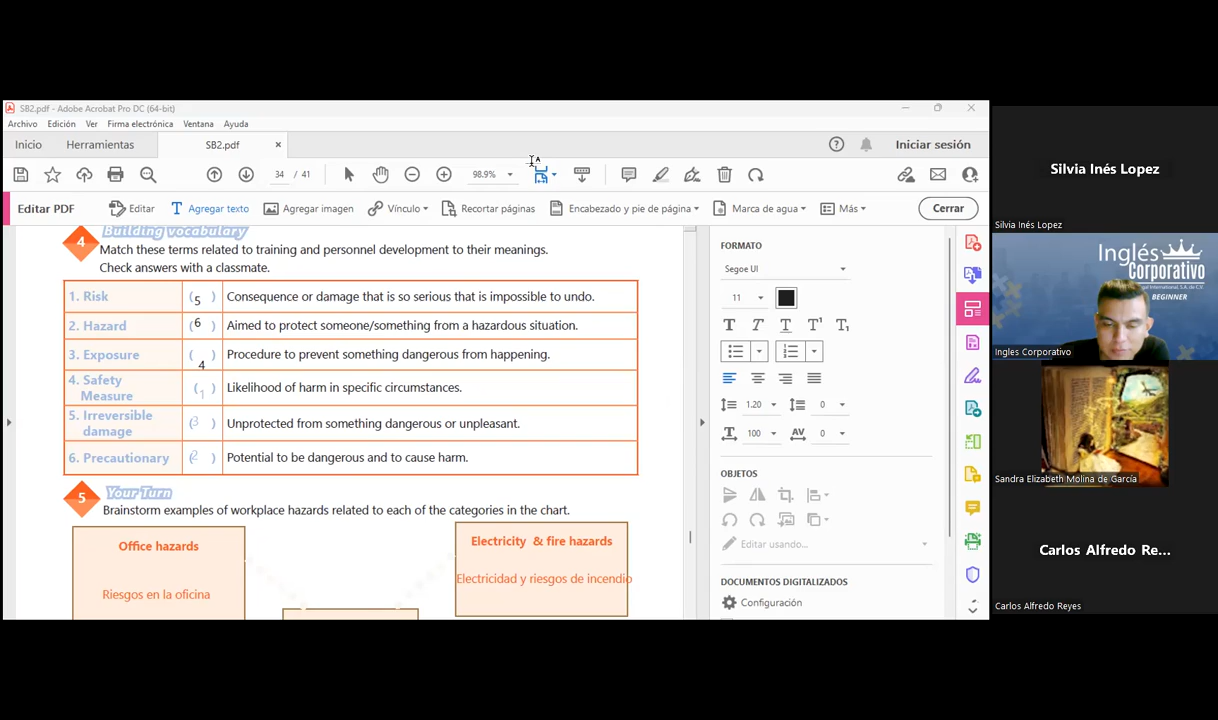 SB2.pdf - Adobe Acrobat Pro DC (64-bit)
Archivo Edición Ver Firma electrónica Ventana Ayuda
Inicio Herramientas SB2.pdf × Iniciar sesión
34 / 41 98.9%
Editar PDF Editar Agregar texto Agregar imagen Vínculo Recortar páginas Encabezado y pie de página Marca de agua Más Cerrar
4 Building vocabulary
Match these terms related to training and personnel development to their meanings.
Check answers with a classmate.
1. Risk ( 5 ) Consequence or damage that is so serious that is impossible to undo.
2. Hazard ( 6 ) Aimed to protect someone/something from a hazardous situation.
3. Exposure ( 4 ) Procedure to prevent something dangerous from happening.
4. Safety
Measure ( 1 ) Likelihood of harm in specific circumstances.
5. Irreversible
damage ( 3 ) Unprotected from something dangerous or unpleasant.
6. Precautionary ( 2 ) Potential to be dangerous and to cause harm.
5 Your Turn
Brainstorm examples of workplace hazards related to each of the categories in the chart.
Office hazards
Riesgos en la oficina
Electricity & fire hazards
Electricidad y riesgos de incendio
FORMATO
Segoe UI
11
T T T T¹ T₁
1.20 0
100 AV 0
OBJETOS
Editar usando...
DOCUMENTOS DIGITALIZADOS
Configuración
Silvia Inés Lopez
Silvia Inés Lopez
Inglés
Corporativo
BEGINNER
Ingles Corporativo
Sandra Elizabeth Molina de García
Carlos Alfredo Re...
Carlos Alfredo Reyes